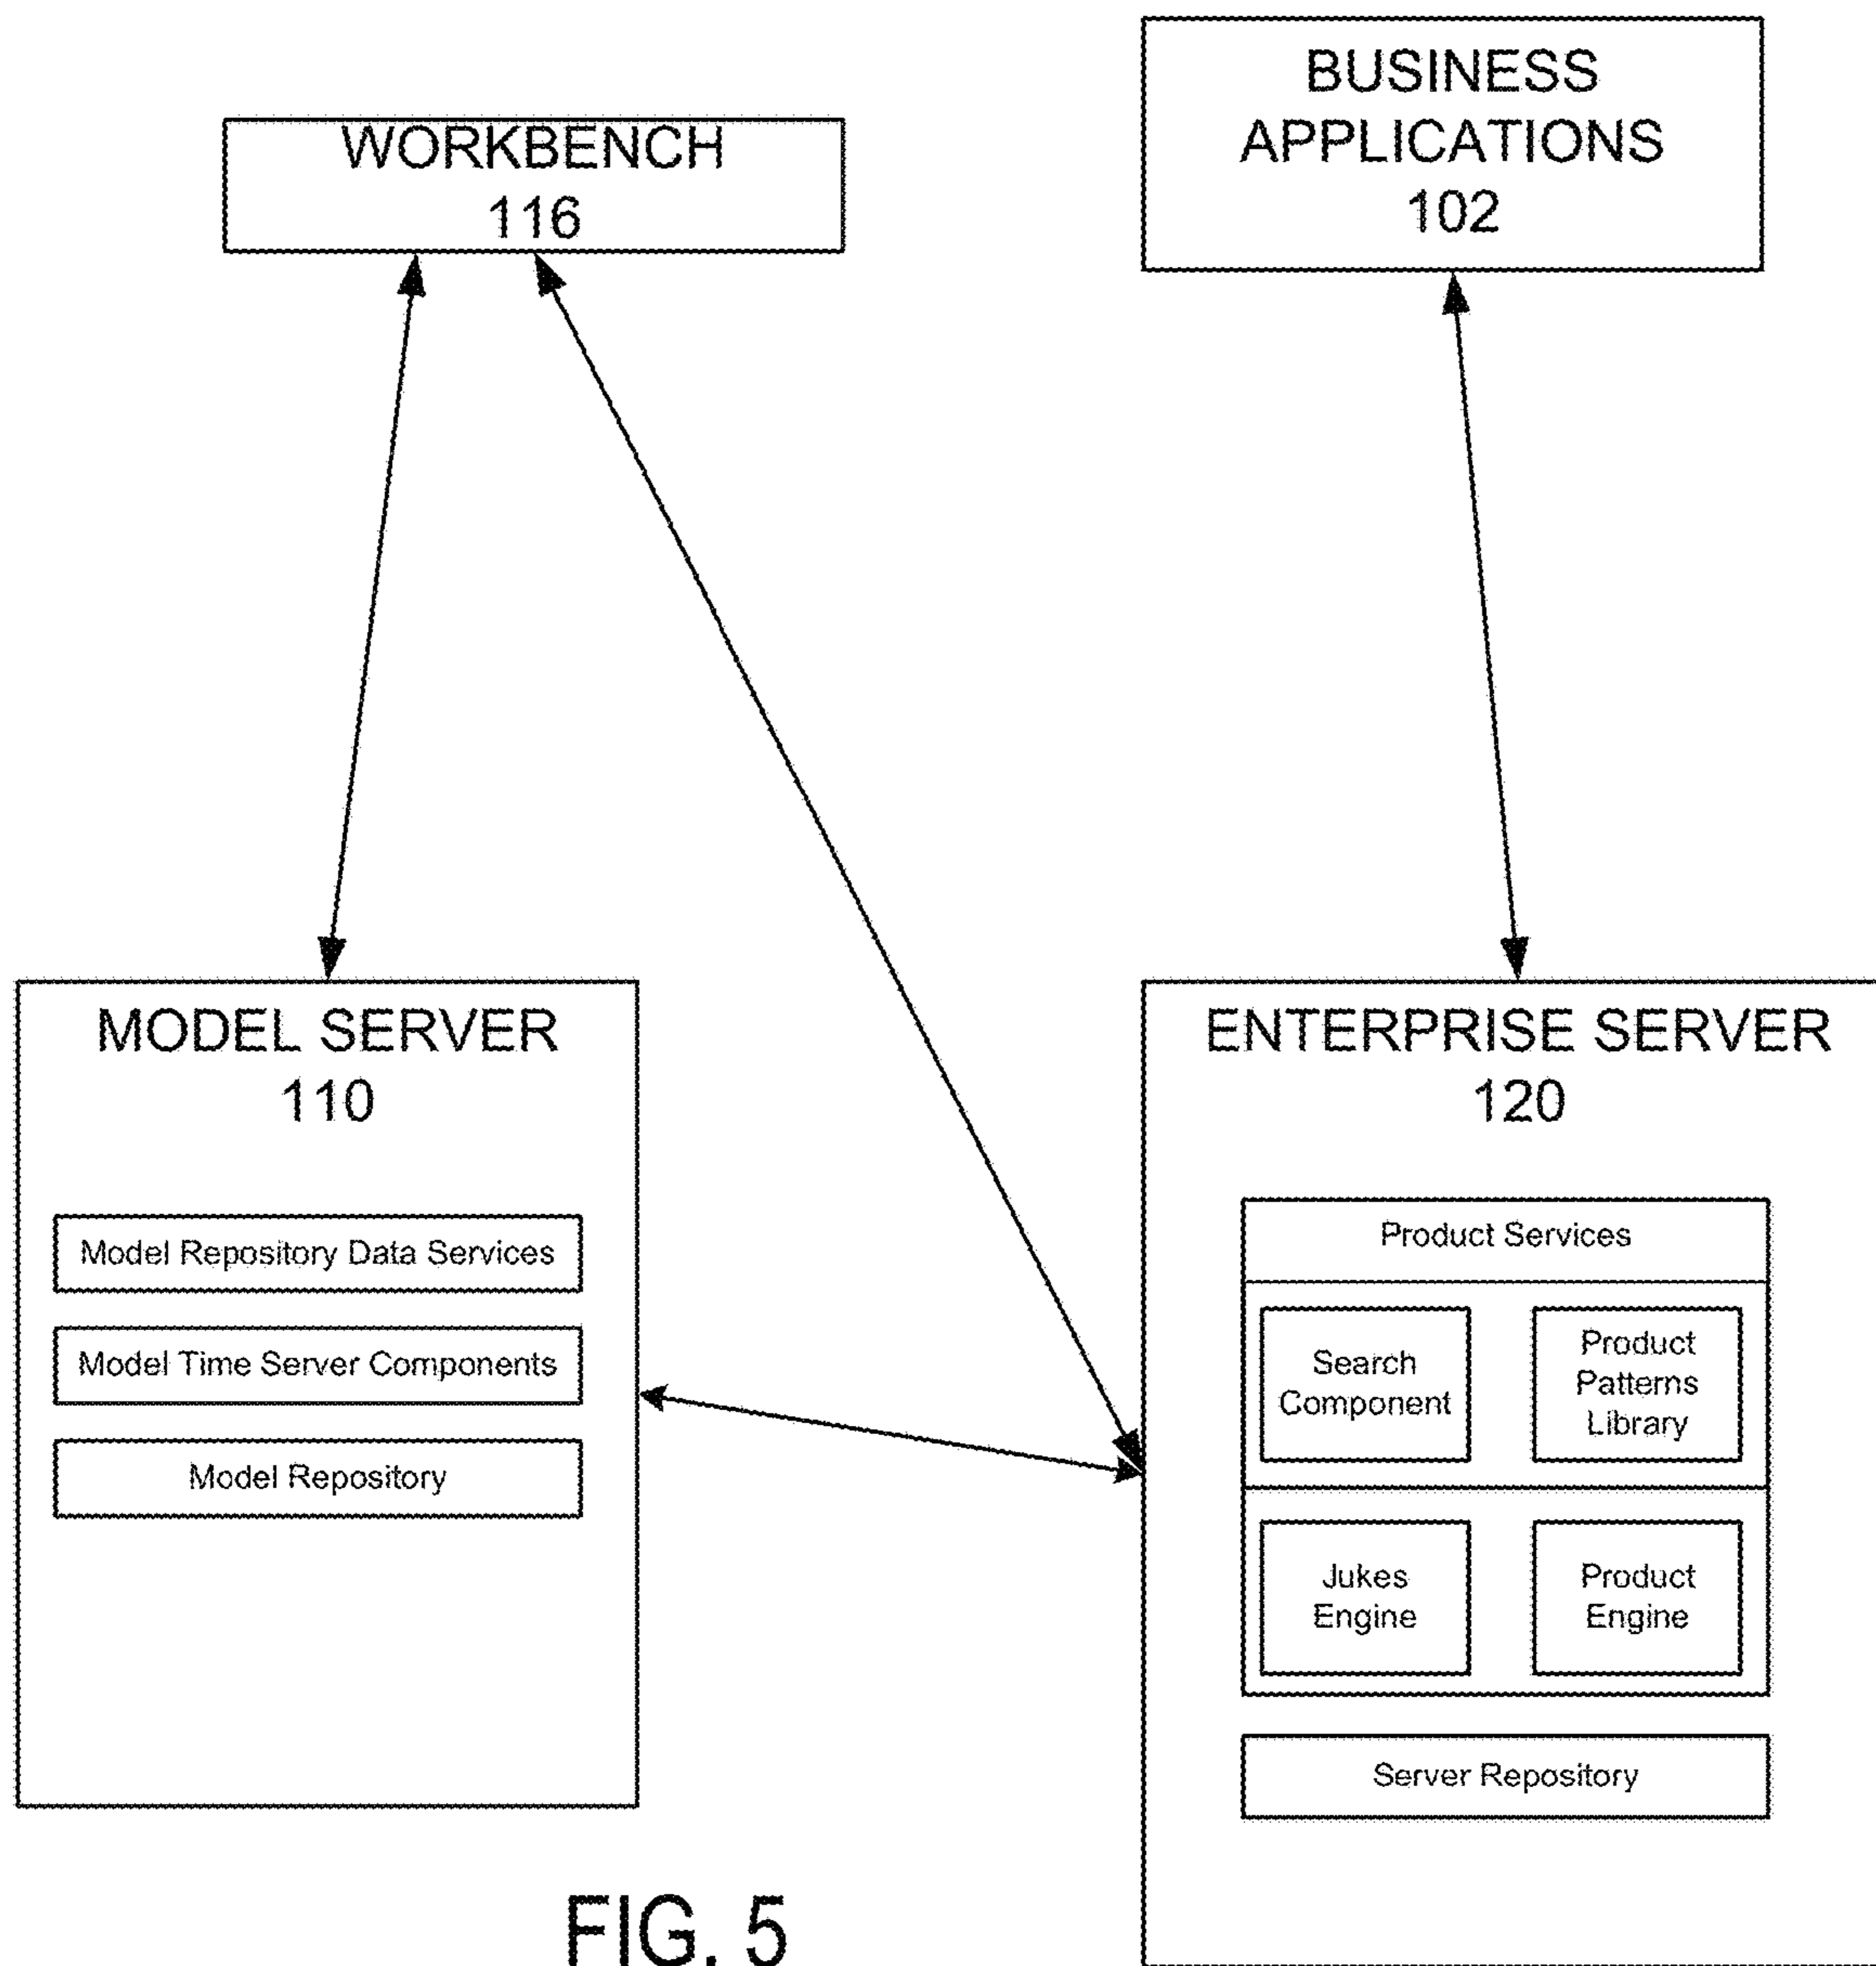 WORKBENCH
116
BUSINESS
APPLICATIONS
102
MODEL SERVER
110
Model Repository Data Services
Model Time Server Components
Model Repository
ENTERPRISE SERVER
120
Product Services
Search
Component
Product
Patterns
Library
Jukes
Engine
Product
Engine
Server Repository
FIG. 5